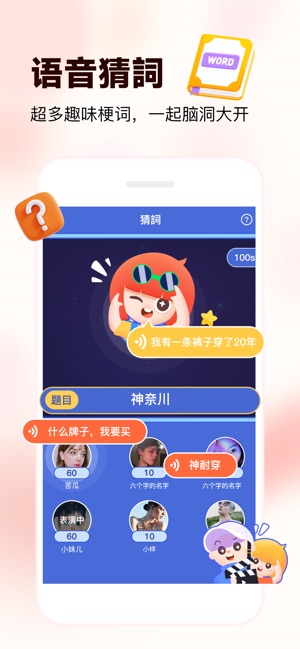 语音猜詞
WORD
超多趣味梗词，一起脑洞大开
?
猜詞
?
100s
我有一条裤子穿了20年
題目
神奈川
什么牌子，我要买
神耐穿
60
10
60
苦瓜
六个字的名字
六个字的名字
表演中
60
10
小妹儿
小样